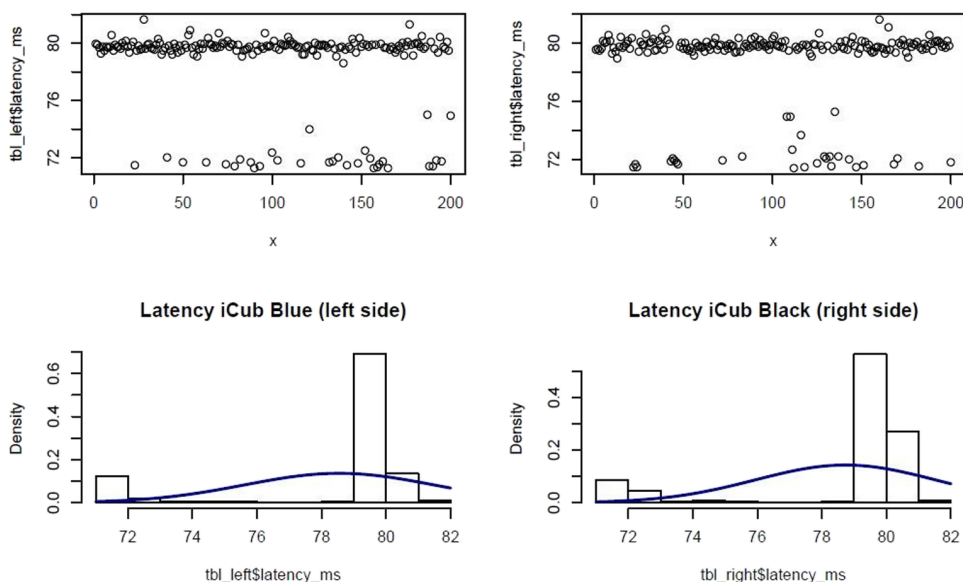 tbl_left$latency_ms
80
76
72
0 50 100 150 200
x
tbl_right$latency_ms
80
76
72
0 50 100 150 200
x
Latency iCub Blue (left side)
Density
0.6
0.4
0.2
0.0
72 74 76 78 80 82
tbl_left$latency_ms
Latency iCub Black (right side)
Density
0.4
0.2
0.0
72 74 76 78 80 82
tbl_right$latency_ms